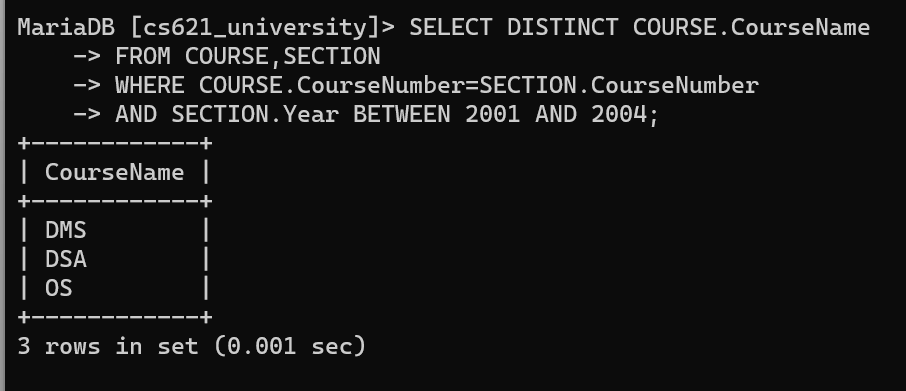 MariaDB [cs621_university]> SELECT DISTINCT COURSE.CourseName
    -> FROM COURSE,SECTION
    -> WHERE COURSE.CourseNumber=SECTION.CourseNumber
    -> AND SECTION.Year BETWEEN 2001 AND 2004;
+------------+
| CourseName |
+------------+
| DMS        |
| DSA        |
| OS         |
+------------+
3 rows in set (0.001 sec)